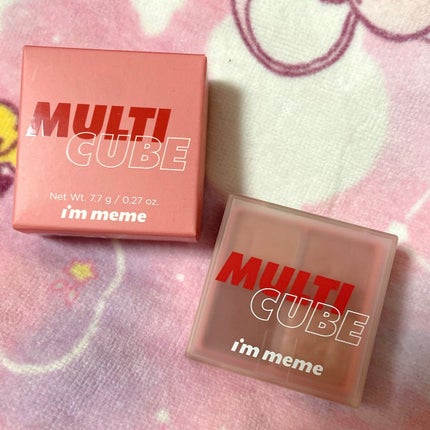 MULTI
CUBE
Net Wt. 7.7 g / 0.27 oz.
i'm meme
MULTI
CUBE
i'm meme